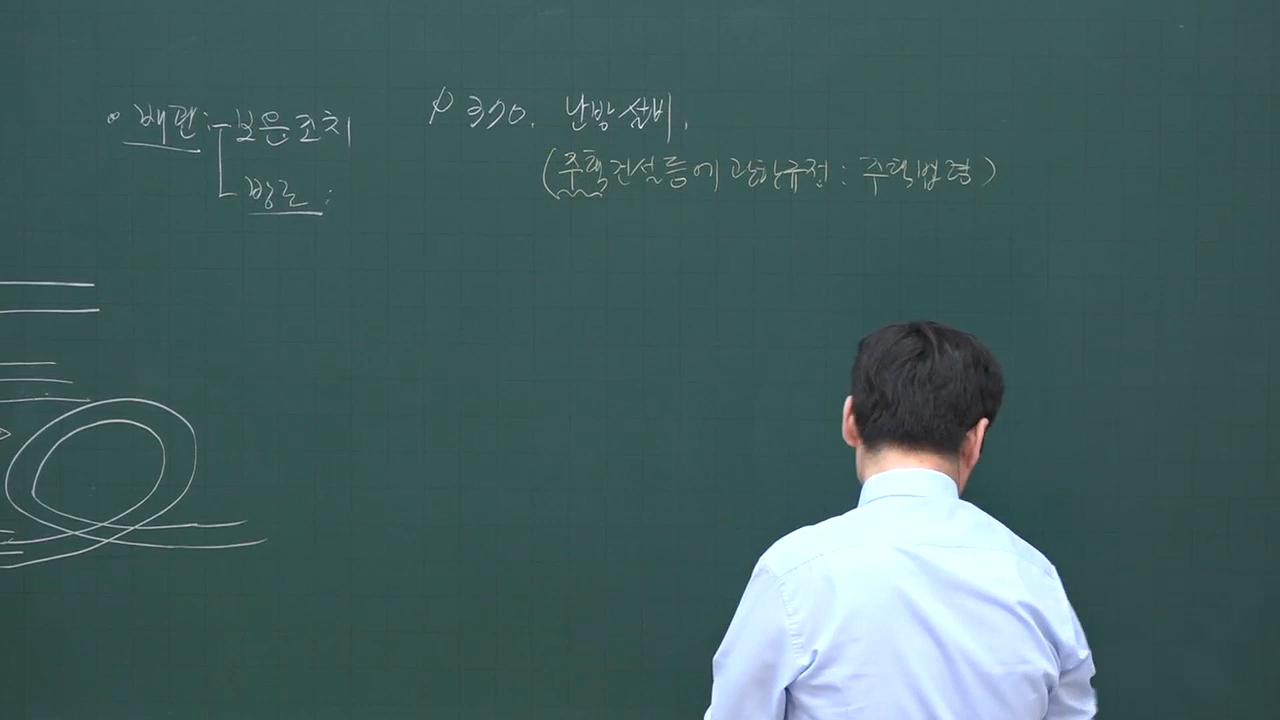 • 배관 : 보온조치
방로 :
P 370. 난방설비.
(주택건설등에관한규정 : 주택법령)